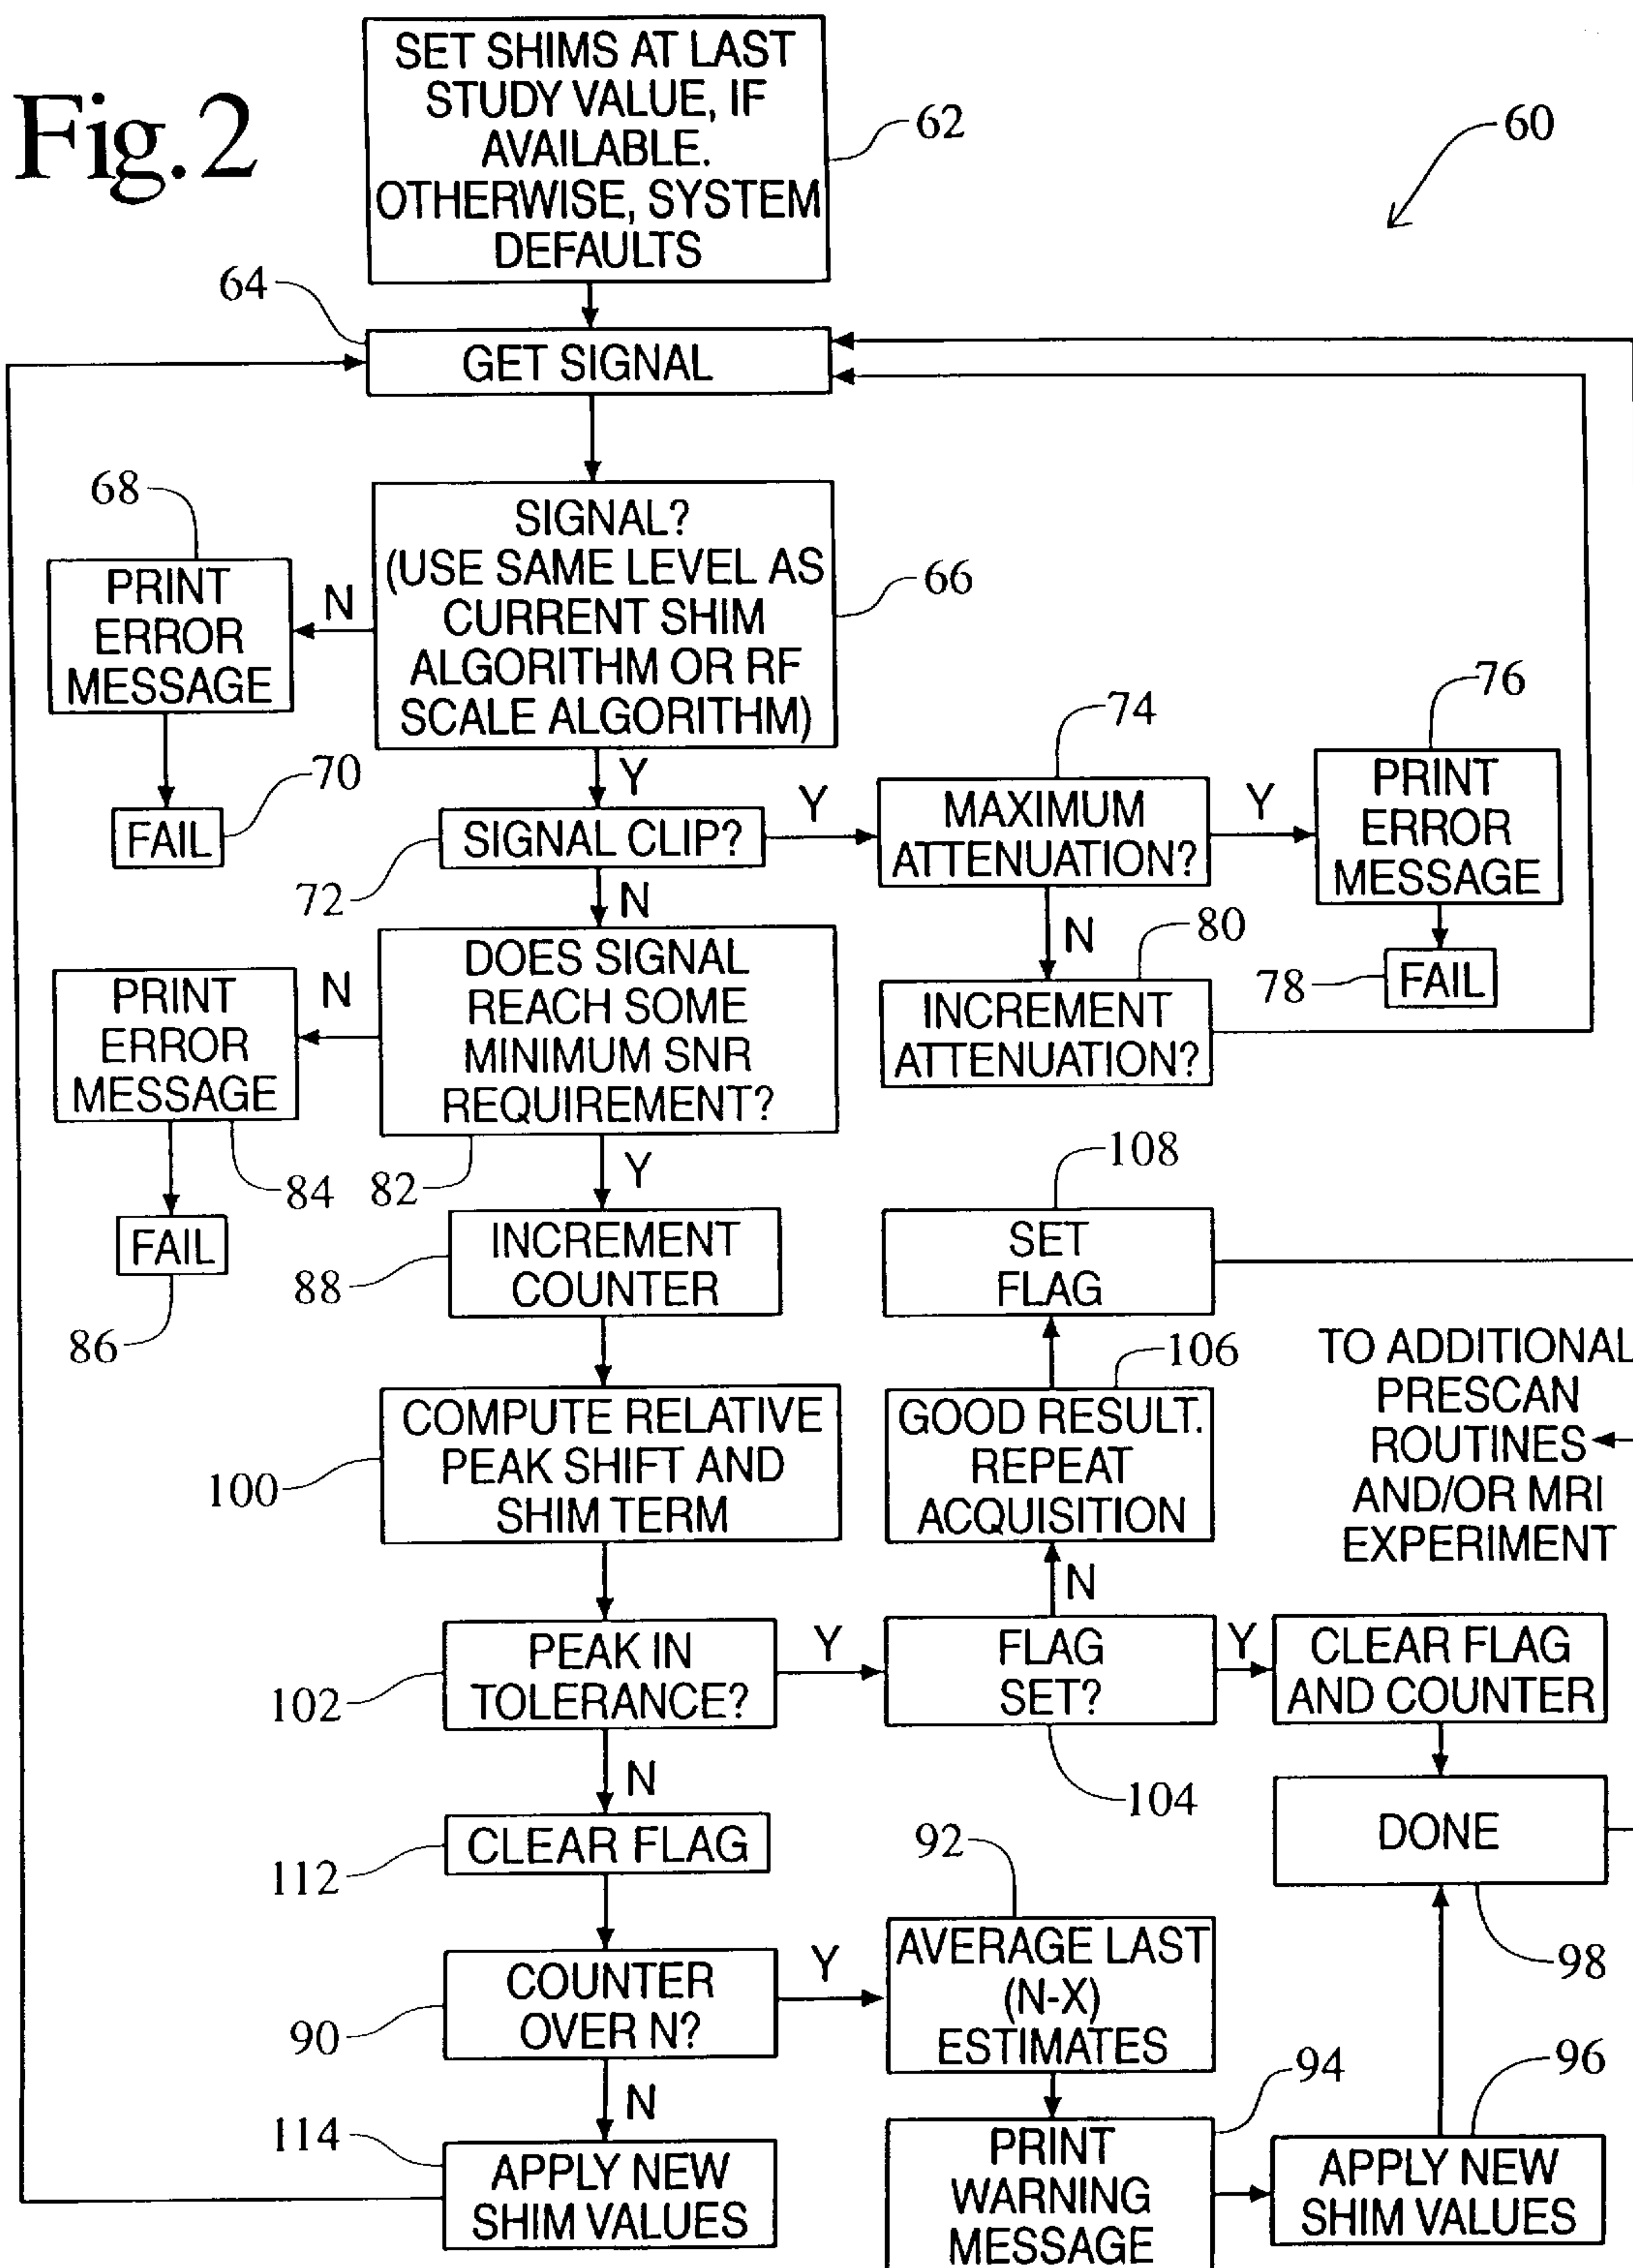 Fig.2
SET SHIMS AT LAST
STUDY VALUE, IF
AVAILABLE.
OTHERWISE, SYSTEM
DEFAULTS
62
60
64
GET SIGNAL
68
SIGNAL?
(USE SAME LEVEL AS
CURRENT SHIM
ALGORITHM OR RF
SCALE ALGORITHM)
66
N
PRINT
ERROR
MESSAGE
70
FAIL
Y
SIGNAL CLIP?
72
Y
74
MAXIMUM
ATTENUATION?
Y
76
PRINT
ERROR
MESSAGE
78
FAIL
N
80
INCREMENT
ATTENUATION?
N
DOES SIGNAL
REACH SOME
MINIMUM SNR
REQUIREMENT?
82
N
PRINT
ERROR
MESSAGE
84
FAIL
86
Y
INCREMENT
COUNTER
88
108
SET
FLAG
106
GOOD RESULT.
REPEAT
ACQUISITION
TO ADDITIONAL
PRESCAN
ROUTINES
AND/OR MRI
EXPERIMENT
COMPUTE RELATIVE
PEAK SHIFT AND
SHIM TERM
100
N
PEAK IN
TOLERANCE?
102
Y
FLAG
SET?
104
Y
CLEAR FLAG
AND COUNTER
N
CLEAR FLAG
112
DONE
98
92
AVERAGE LAST
(N-X)
ESTIMATES
COUNTER
OVER N?
90
Y
N
94
PRINT
WARNING
MESSAGE
96
APPLY NEW
SHIM VALUES
114
APPLY NEW
SHIM VALUES